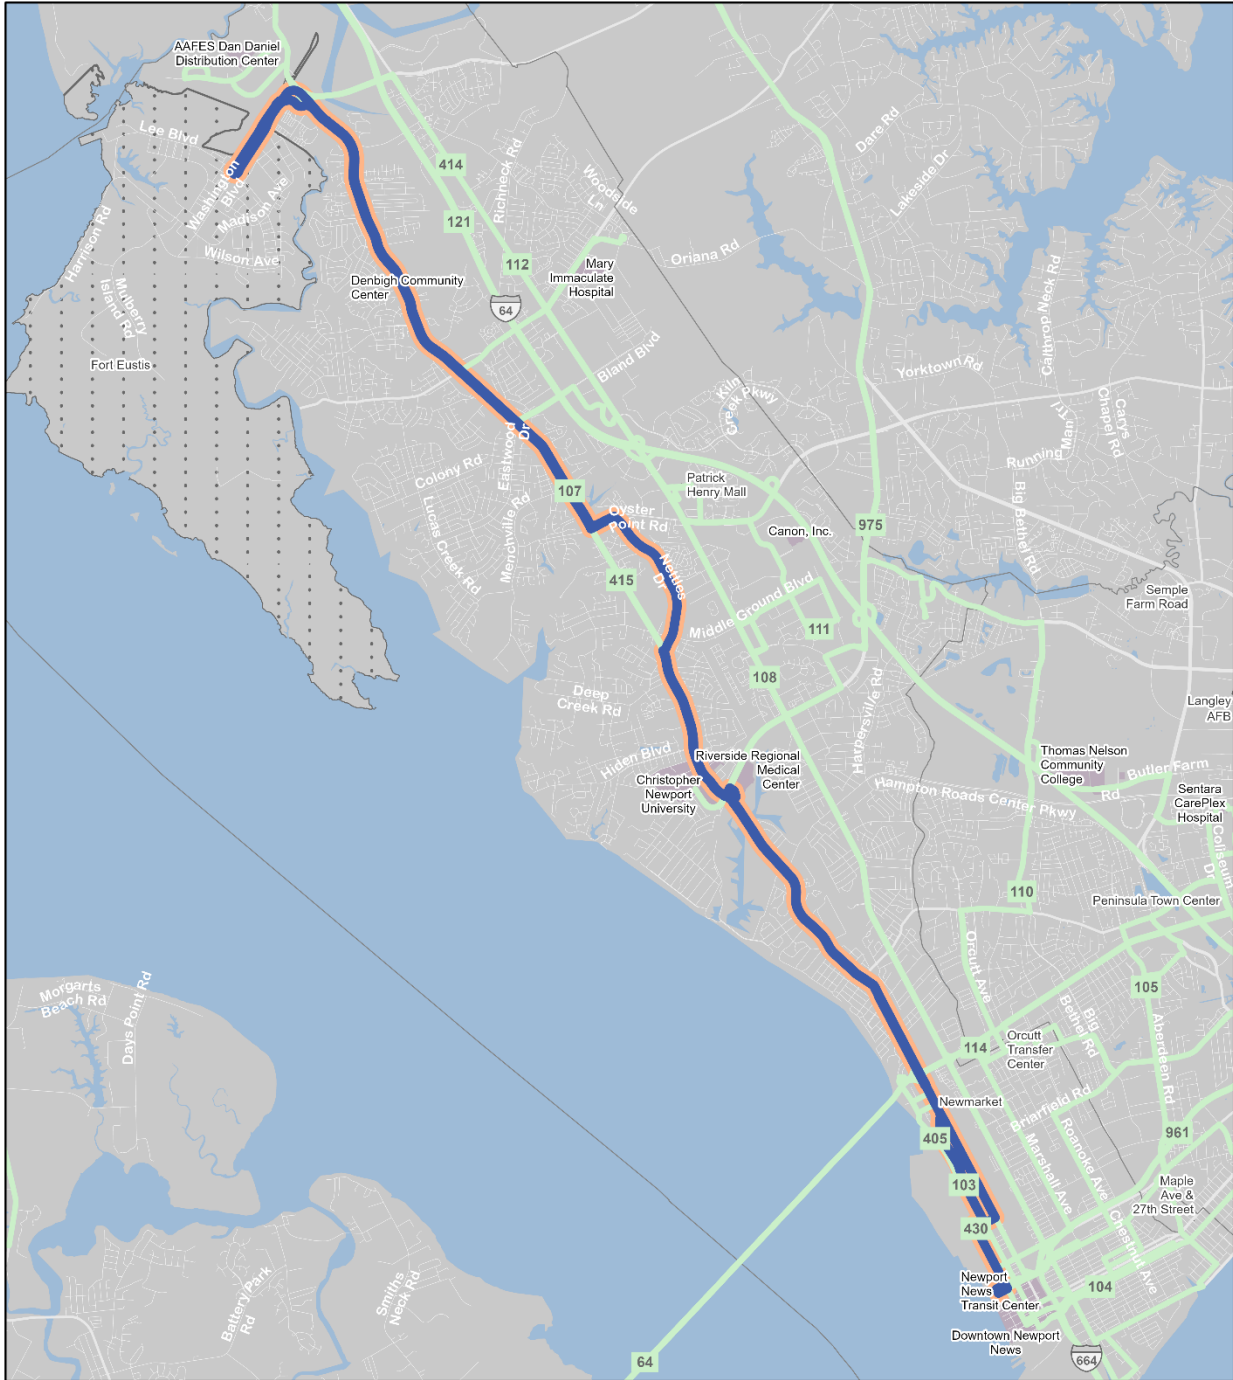 AAFES Dan Daniel
Distribution Center
Lee Blvd
Washington
Blvd
Madison Ave
Harrison Rd
Wilson Ave
Mulberry
Island Rd
Fort Eustis
Denbigh Community
Center
414
121
112
64
Richneck Rd
Woodside
Ln
Mary
Immaculate
Hospital
Oriana Rd
Dare Rd
Lakeside Dr
Calthrop Neck Rd
Bland Blvd
Kiln
Greek Pkwy
Yorktown Rd
Carys
Chapel Rd
Running Man
Trl
Big Bethel Rd
Colony Rd
Eastwood
Dr
Lucas Creek Rd
Menchville Rd
107
Oyster
Point Rd
Patrick
Henry Mall
Canon, Inc.
975
415
Nettles
Dr
Middle Ground Blvd
111
108
Semple
Farm Road
Langley
AFB
Deep
Creek Rd
Hiden Blvd
Riverside Regional
Medical
Center
Christopher
Newport
University
Harpersville Rd
Hampton Roads Center Pkwy
Thomas Nelson
Community
College
Butler Farm
Rd
Sentara
CarePlex
Hospital
Coliseum
Dr
110
Peninsula Town Center
Orcutt Ave
105
Big
Bethel Rd
Aberdeen Rd
114
Orcutt
Transfer
Center
Newmarket
Briarfield Rd
405
Marshall Ave
Roanoke Ave
961
103
Maple
Ave &
27th Street
430
Chestnut Ave
Newport
News
Transit Center
104
Downtown Newport
News
664
64
Morgarts
Beach Rd
Days Point Rd
Battery Park
Rd
Smiths
Neck Rd